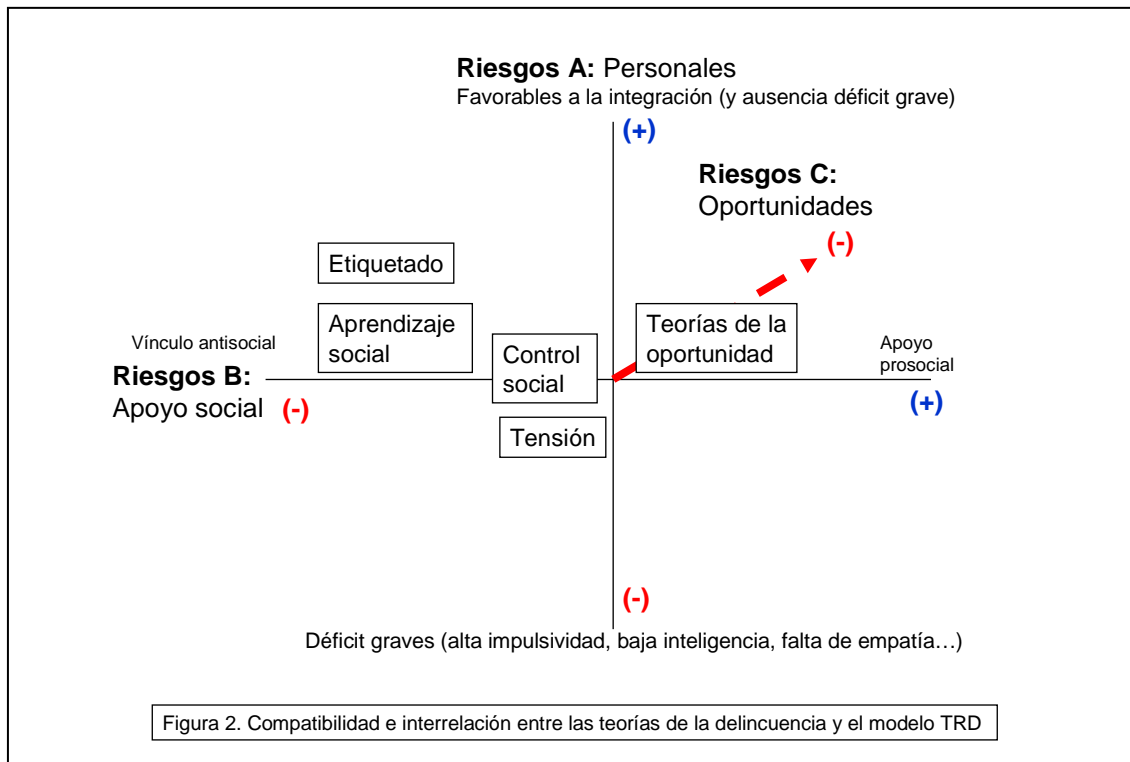 Riesgos A: Personales
Favorables a la integración (y ausencia déficit grave)
(+)
Riesgos C:
Oportunidades
(-)
Etiquetado
Aprendizaje
social
Vínculo antisocial
Riesgos B:
Apoyo social (-)
Control
social
Teorías de la
oportunidad
Apoyo
prosocial
(+)
Tensión
(-)
Déficit graves (alta impulsividad, baja inteligencia, falta de empatía…)
Figura 2. Compatibilidad e interrelación entre las teorías de la delincuencia y el modelo TRD